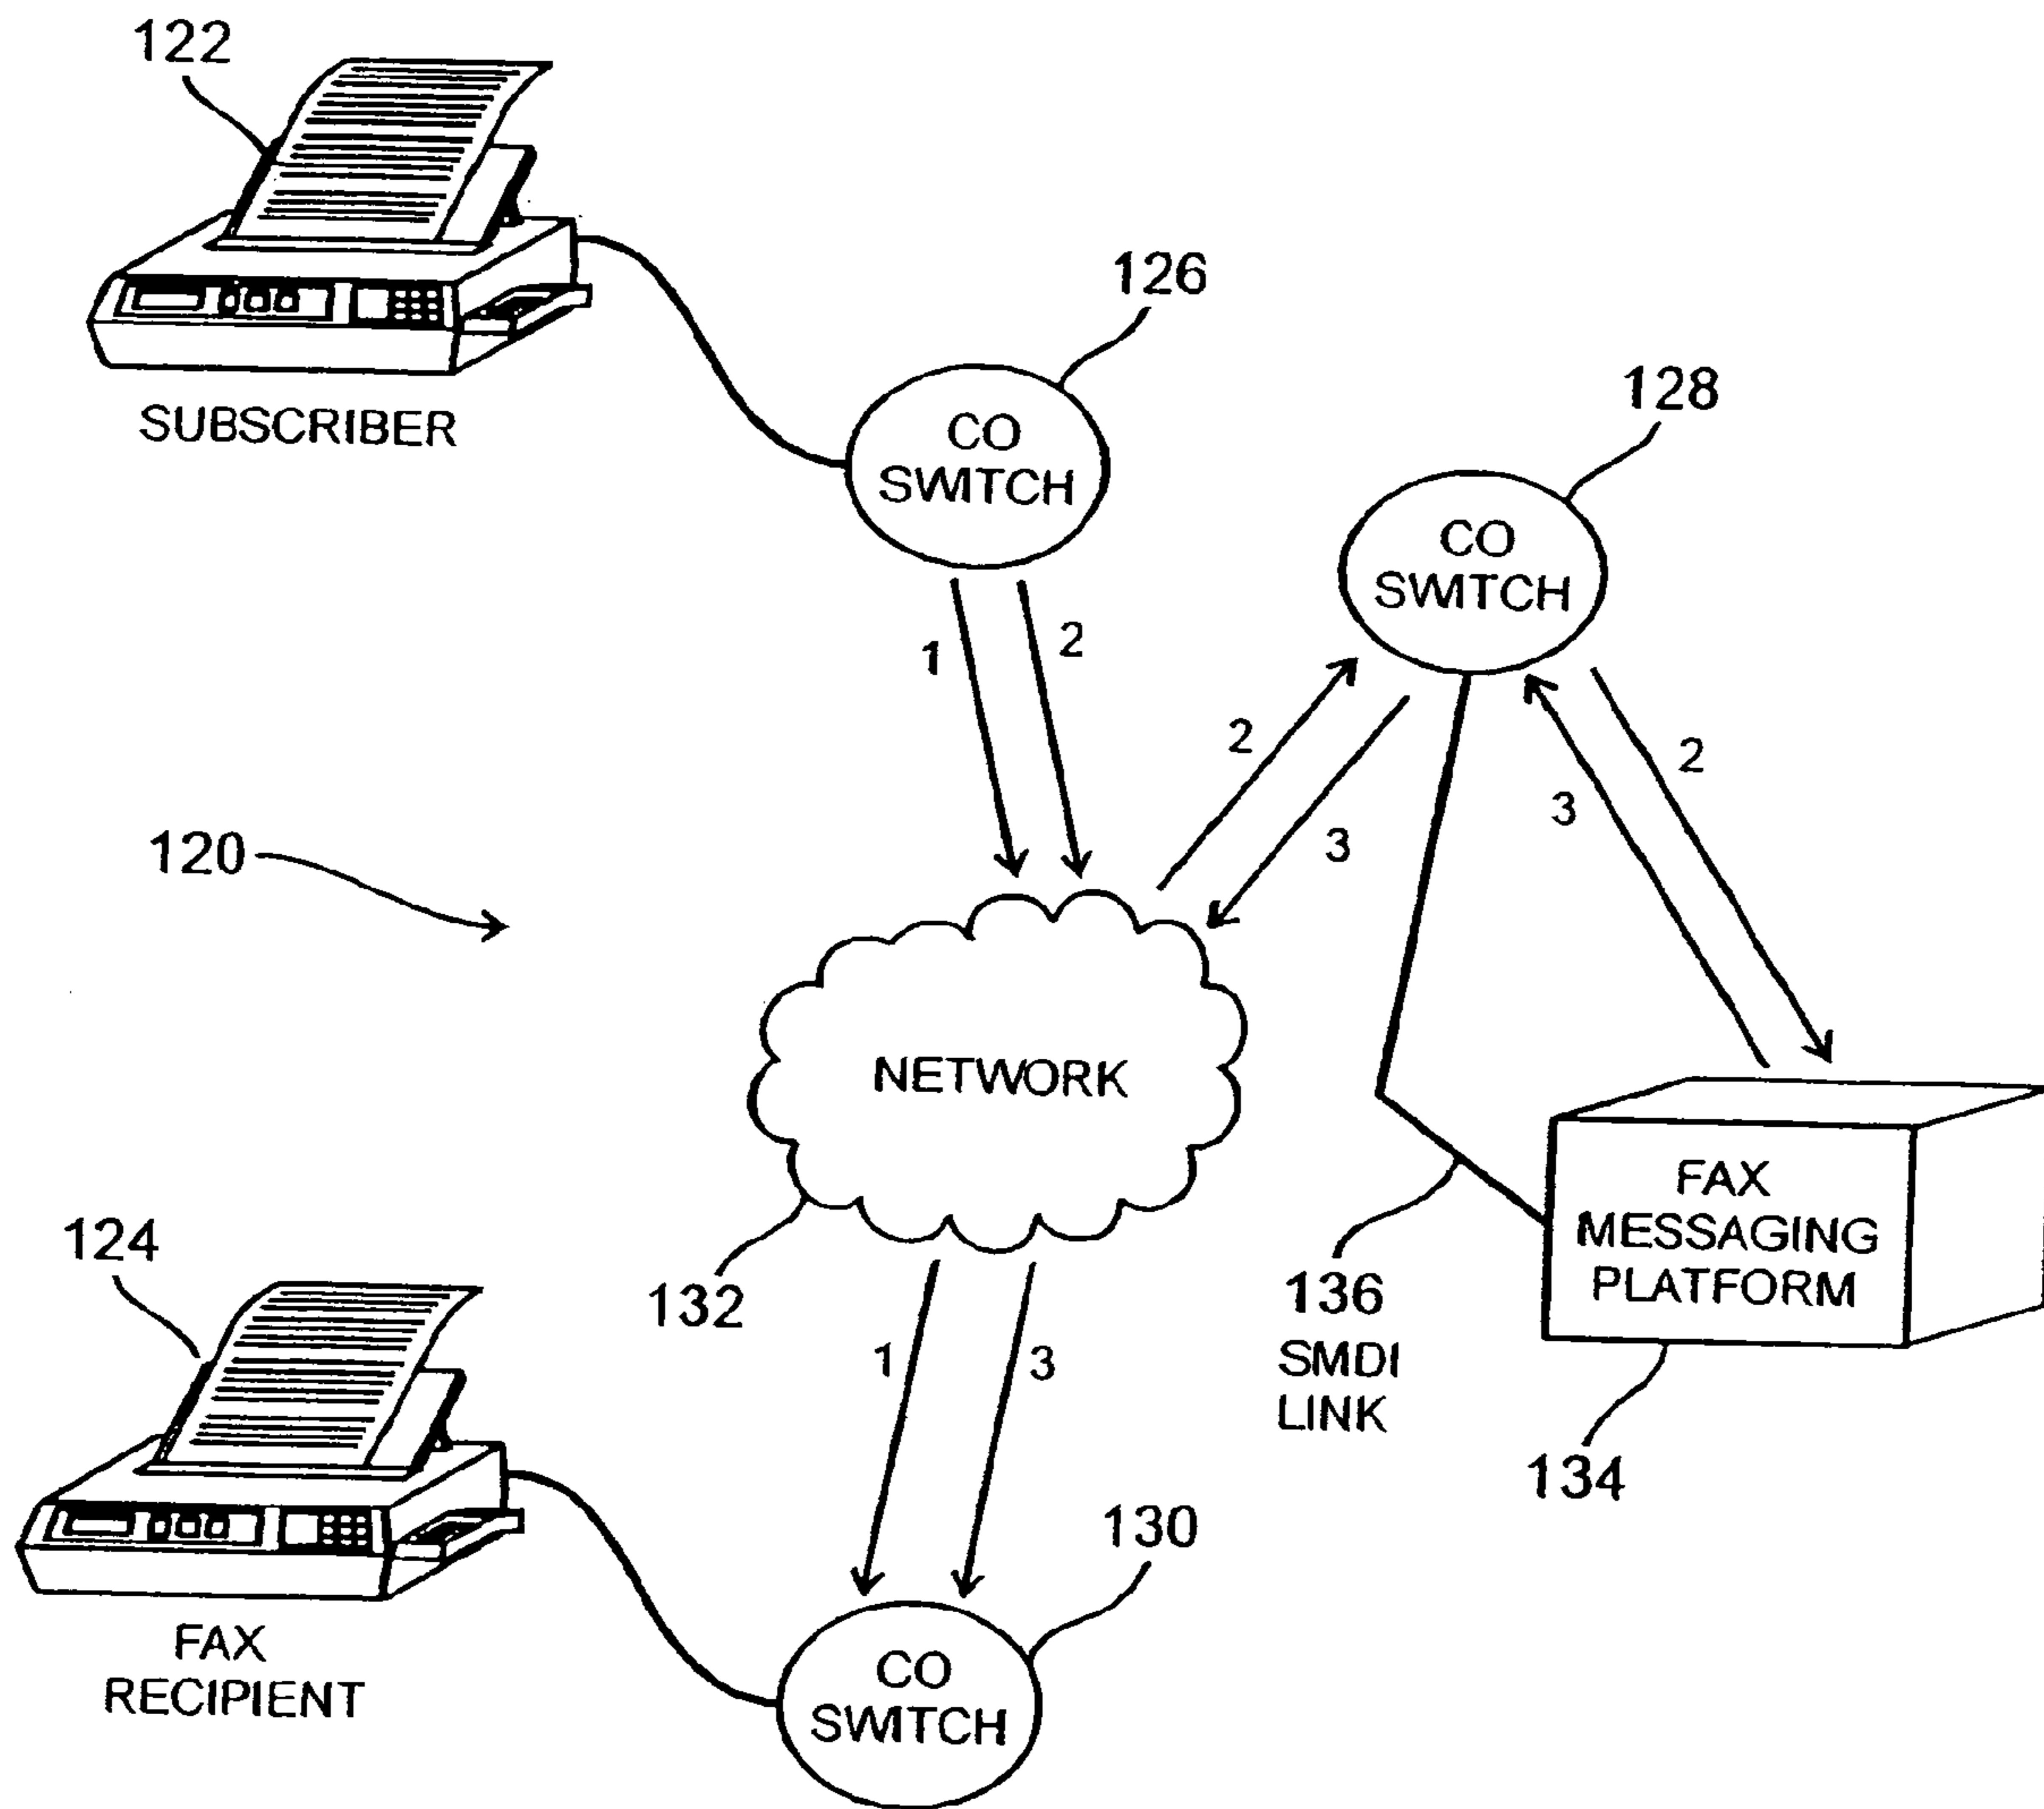 122
SUBSCRIBER
126
CO
SWITCH
128
CO
SWITCH
1
2
2
3
3
2
120
NETWORK
132
136
SMDI
LINK
FAX
MESSAGING
PLATFORM
134
124
FAX
RECIPIENT
1
3
130
CO
SWITCH